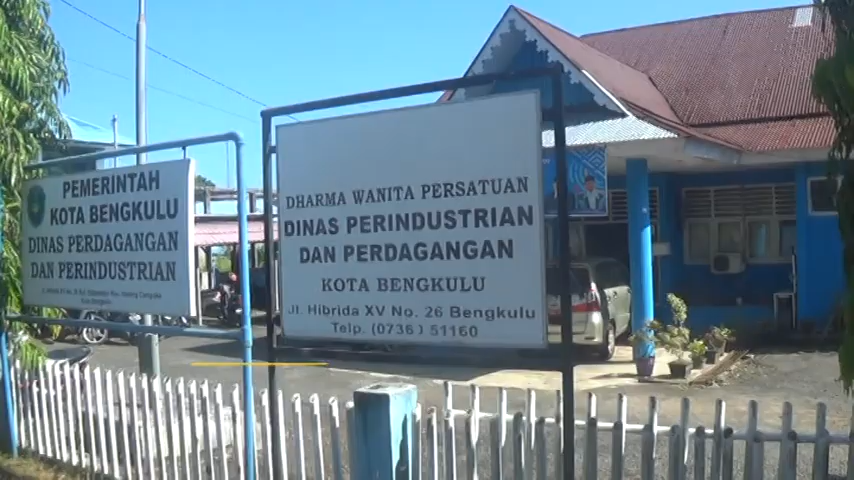 PEMERINTAH
KOTA BENGKULU
DINAS PERDAGANGAN
DAN PERINDUSTRIAN
DHARMA WANITA PERSATUAN
DINAS PERINDUSTRIAN
DAN PERDAGANGAN
KOTA BENGKULU
Jl. Hibrida XV No. 26 Bengkulu
Telp. (0736) 51160